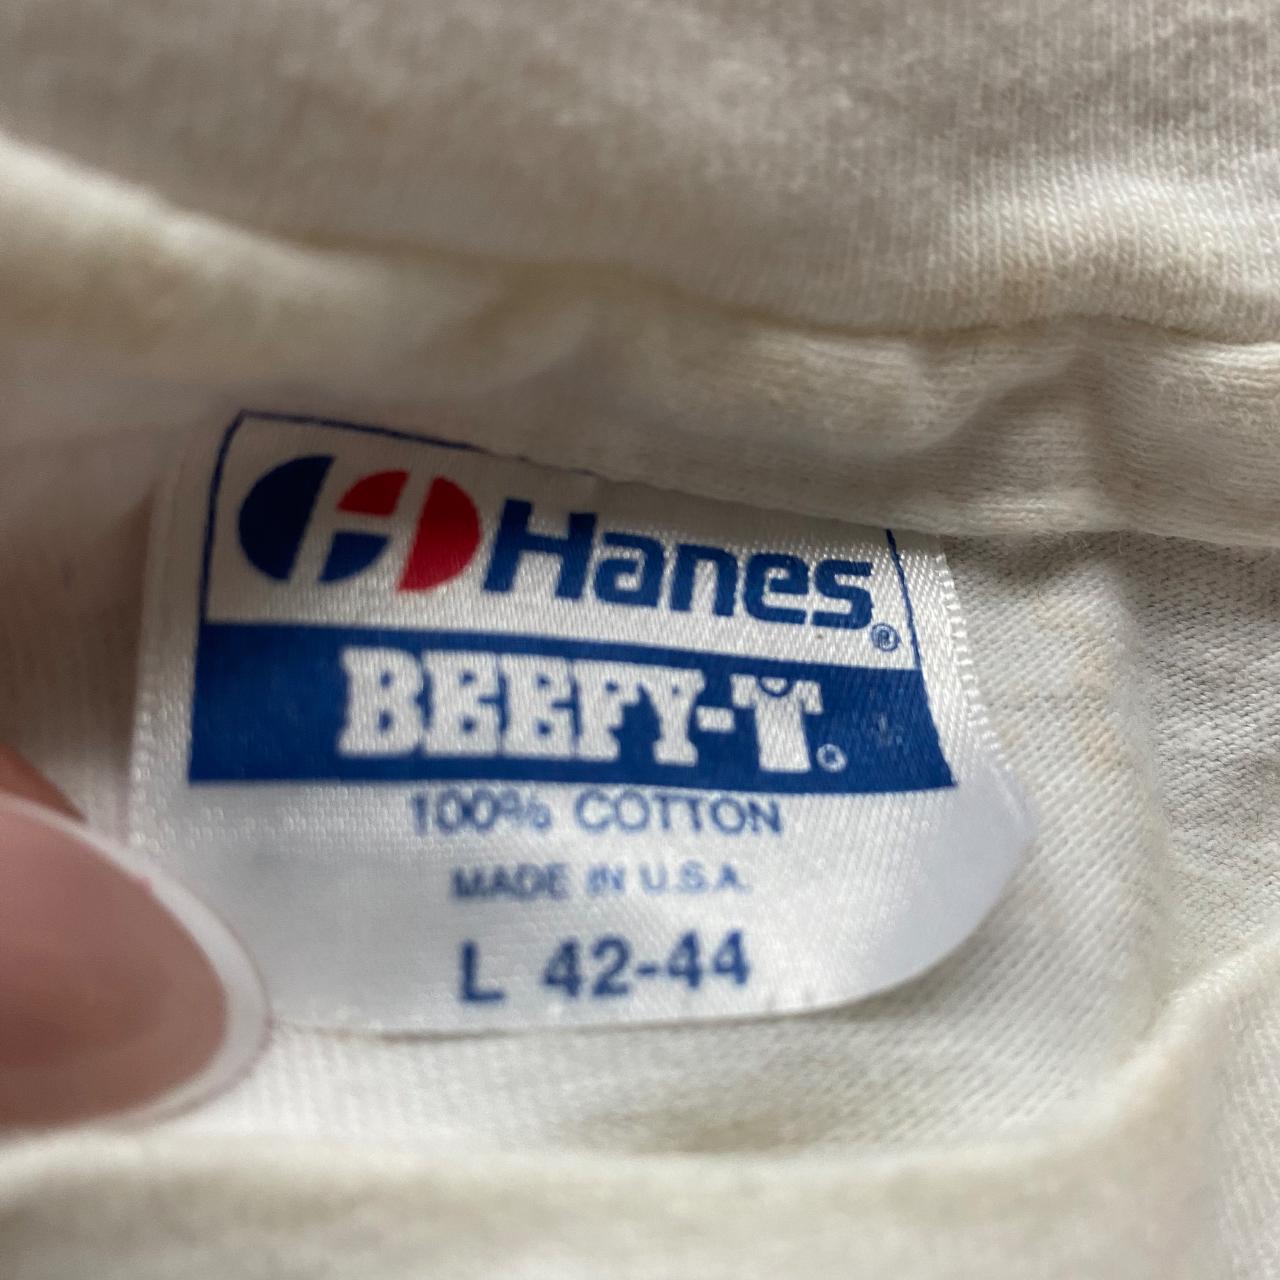 Hanes®
BEEFY-T®
100% COTTON
MADE IN U.S.A.
L 42-44